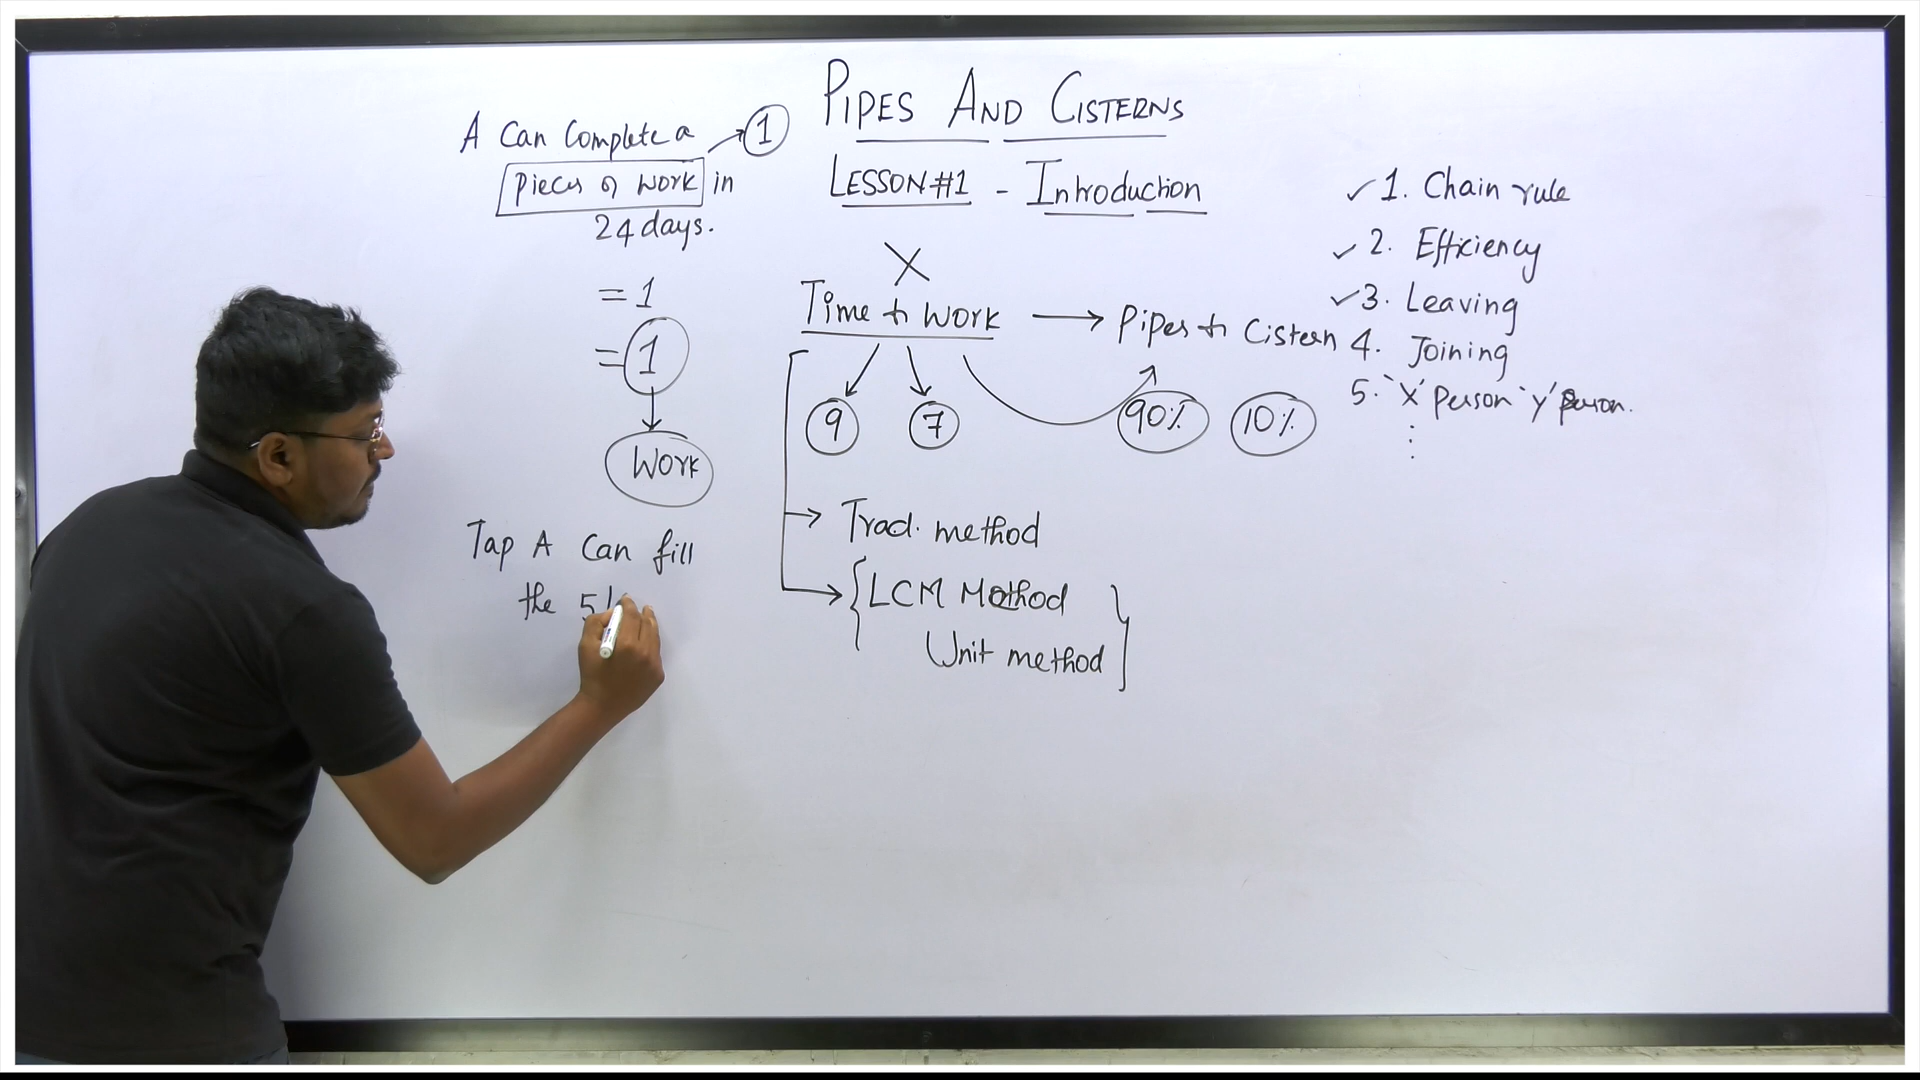 PIPES AND CISTERNS
LESSON #1 - Introduction
A Can Complete a → 1
pieces of work in
24 days.
= 1
= 1
Work
Tap A Can fill
the
X
Time & Work → Pipes & Cistern
9 7 90% 10%
Trad. method
LCM Method
Unit method
✓ 1. Chain rule
✓ 2. Efficiency
✓ 3. Leaving
4. Joining
5. 'X' Person 'y' Person.